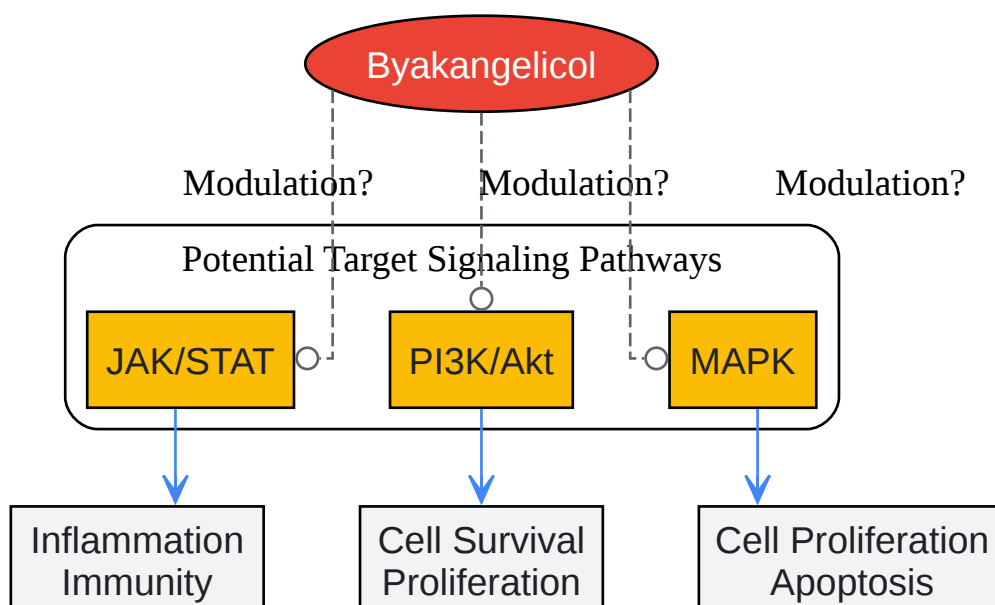 Byakangelicol
Modulation? Modulation? Modulation?
Potential Target Signaling Pathways
JAK/STAT PI3K/Akt MAPK
Inflammation
Immunity
Cell Survival
Proliferation
Cell Proliferation
Apoptosis